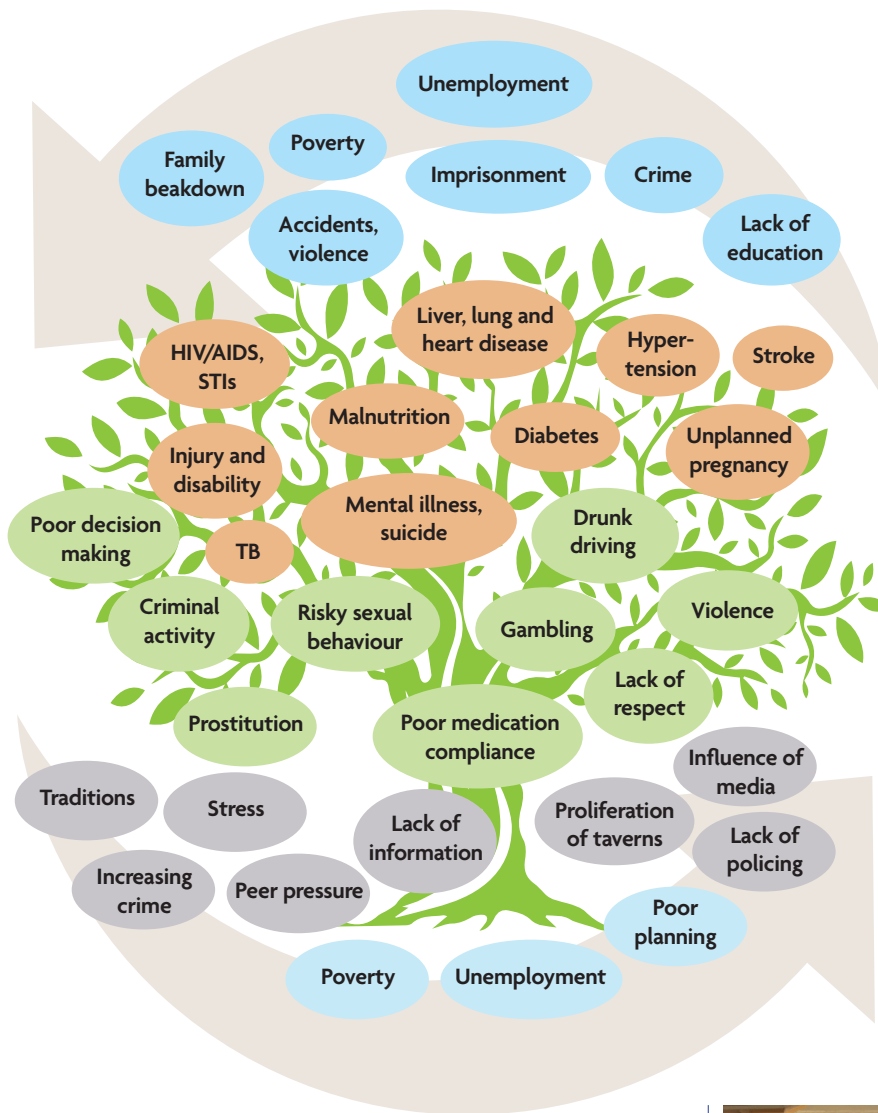 Unemployment
Poverty
Family
beakdown
Imprisonment
Crime
Accidents,
violence
Lack of
education
Liver, lung and
heart disease
HIV/AIDS,
STIs
Hyper-
tension
Stroke
Malnutrition
Diabetes
Unplanned
pregnancy
Injury and
disability
Mental illness,
suicide
Poor decision
making
TB
Drunk
driving
Criminal
activity
Risky sexual
behaviour
Gambling
Violence
Lack of
respect
Prostitution
Poor medication
compliance
Influence of
media
Traditions
Stress
Lack of
information
Proliferation
of taverns
Lack of
policing
Increasing
crime
Peer pressure
Poor
planning
Poverty
Unemployment